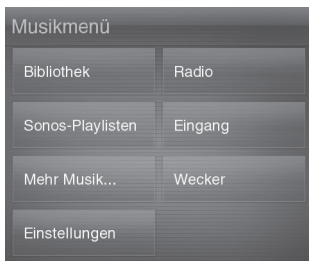 Musikmenü
Bibliothek
Radio
Sonos-Playlisten
Eingang
Mehr Musik...
Wecker
Einstellungen